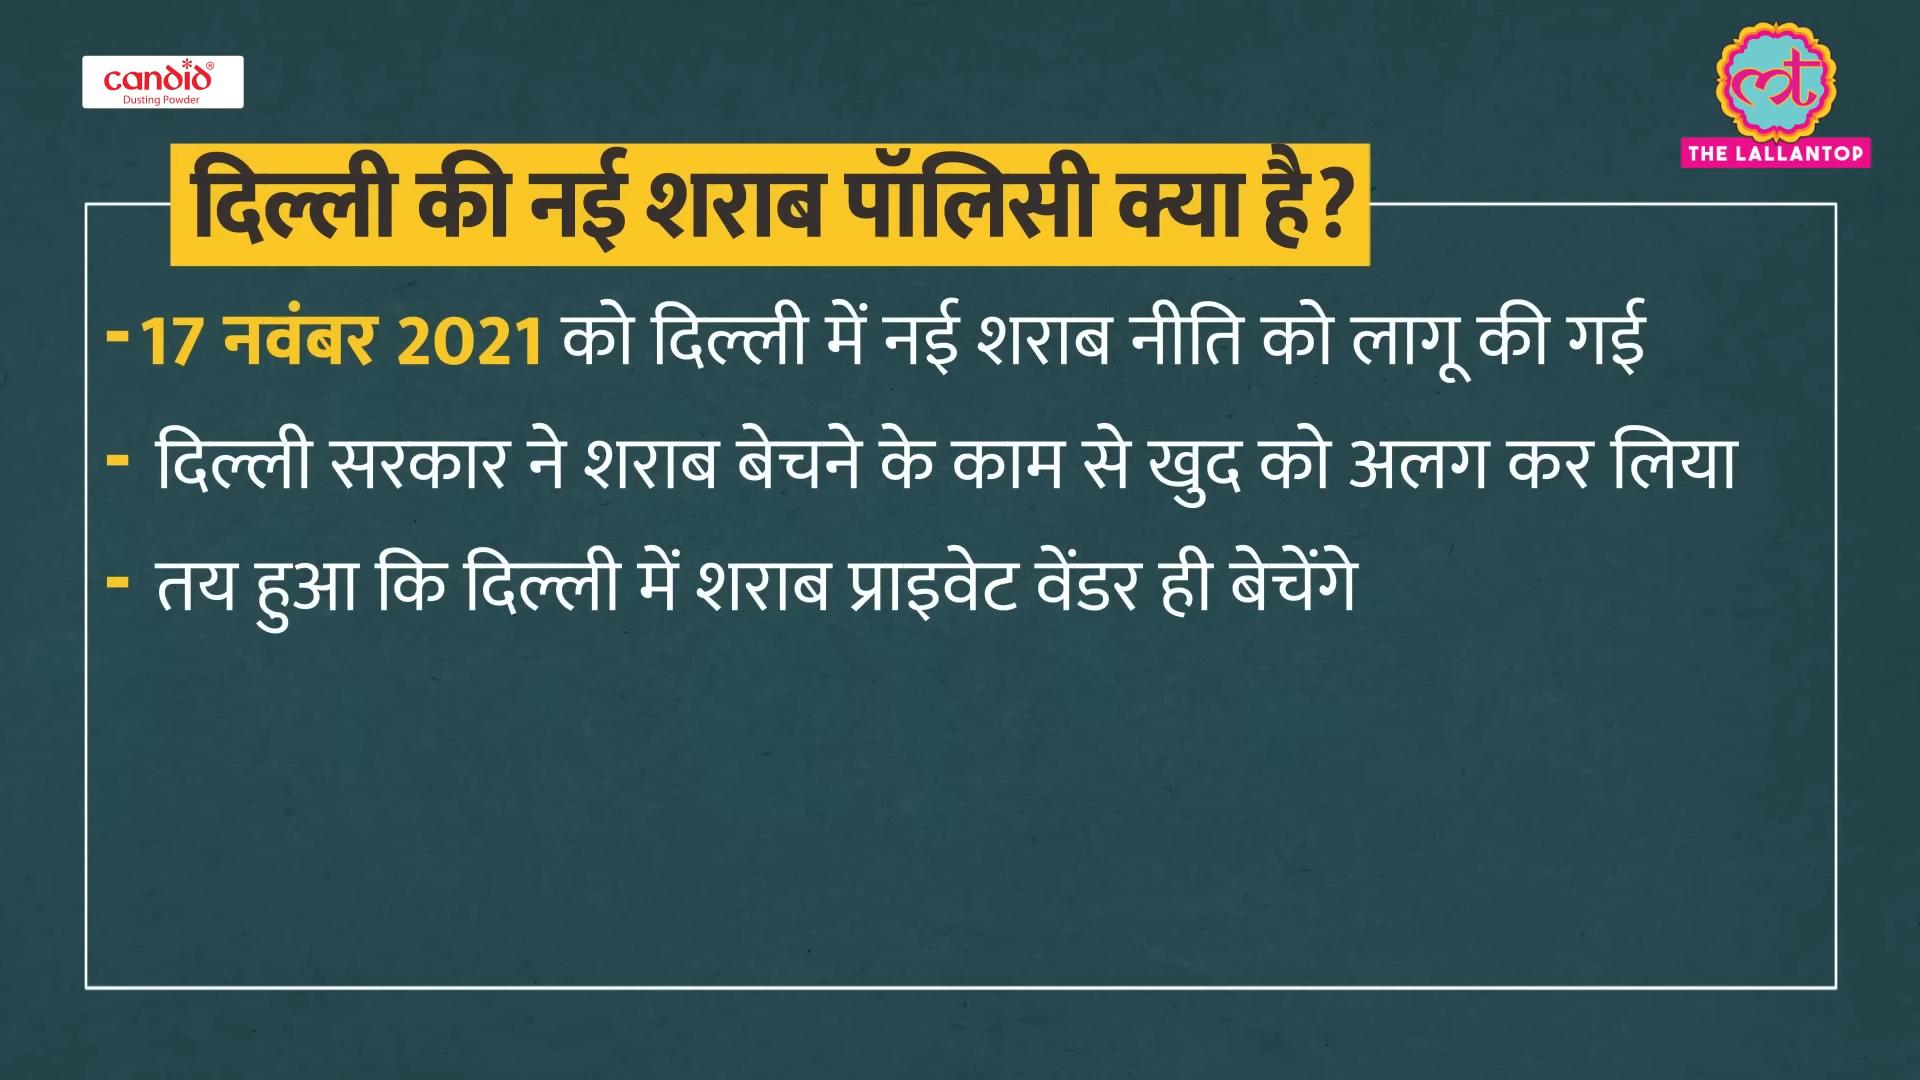 candid®
Dusting Powder
लT
THE LALLANTOP
दिल्ली की नई शराब पॉलिसी क्या है?
-17 नवंबर 2021 को दिल्ली में नई शराब नीति को लागू की गई
- दिल्ली सरकार ने शराब बेचने के काम से खुद को अलग कर लिया
- तय हुआ कि दिल्ली में शराब प्राइवेट वेंडर ही बेचेंगे